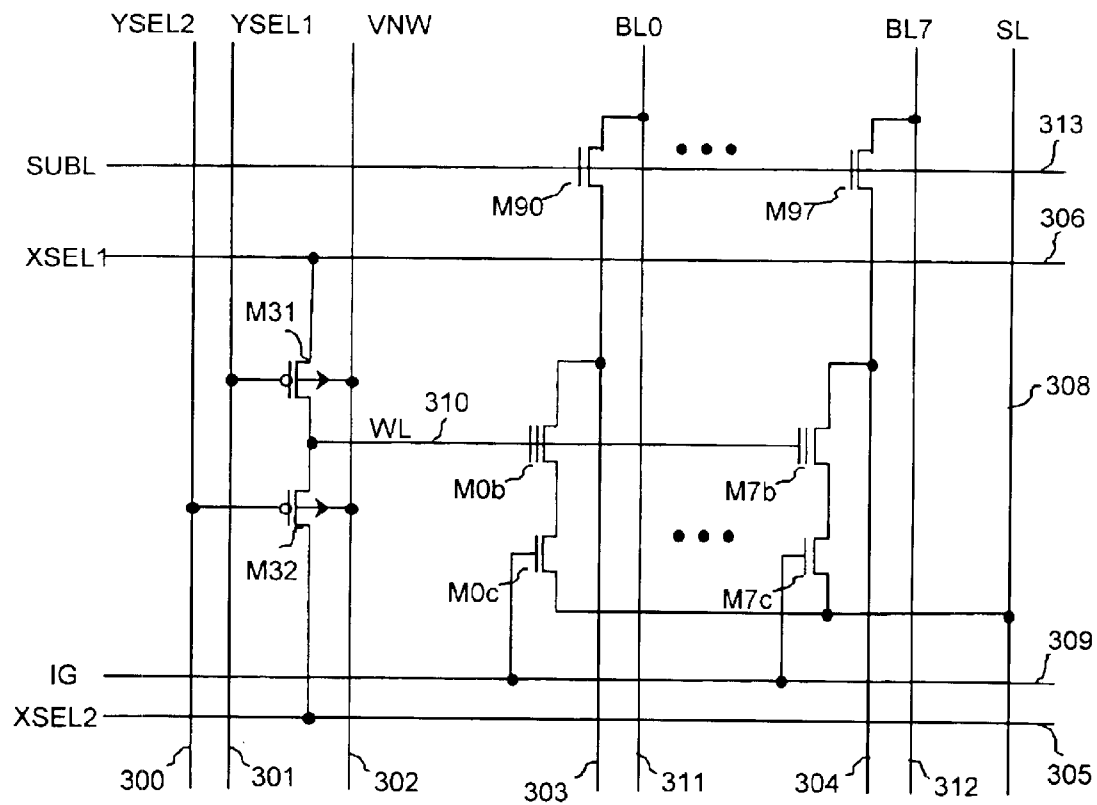 YSEL2 YSEL1 VNW BL0 BL7 SL
313
SUBL
M90 M97
306
XSEL1
M31
308
WL 310
M0b M7b
M32
M0c M7c
309
IG
XSEL2
300 301 302 303 311 304 312 305